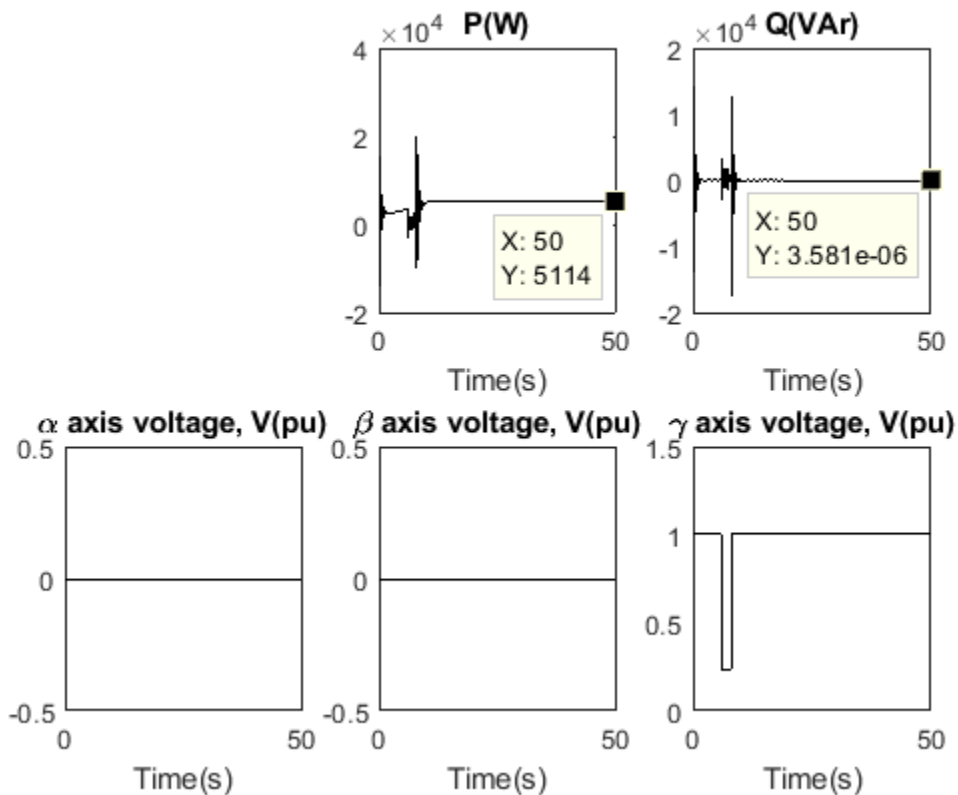 ×10⁴ P(W)
4
2
0
-2
0
50
Time(s)
X: 50
Y: 5114
×10⁴ Q(VAr)
2
1
0
-1
-2
0
50
Time(s)
X: 50
Y: 3.581e-06
α axis voltage, V(pu)
0.5
0
-0.5
0
50
Time(s)
β axis voltage, V(pu)
0.5
0
-0.5
0
50
Time(s)
γ axis voltage, V(pu)
1.5
1
0.5
0
0
50
Time(s)